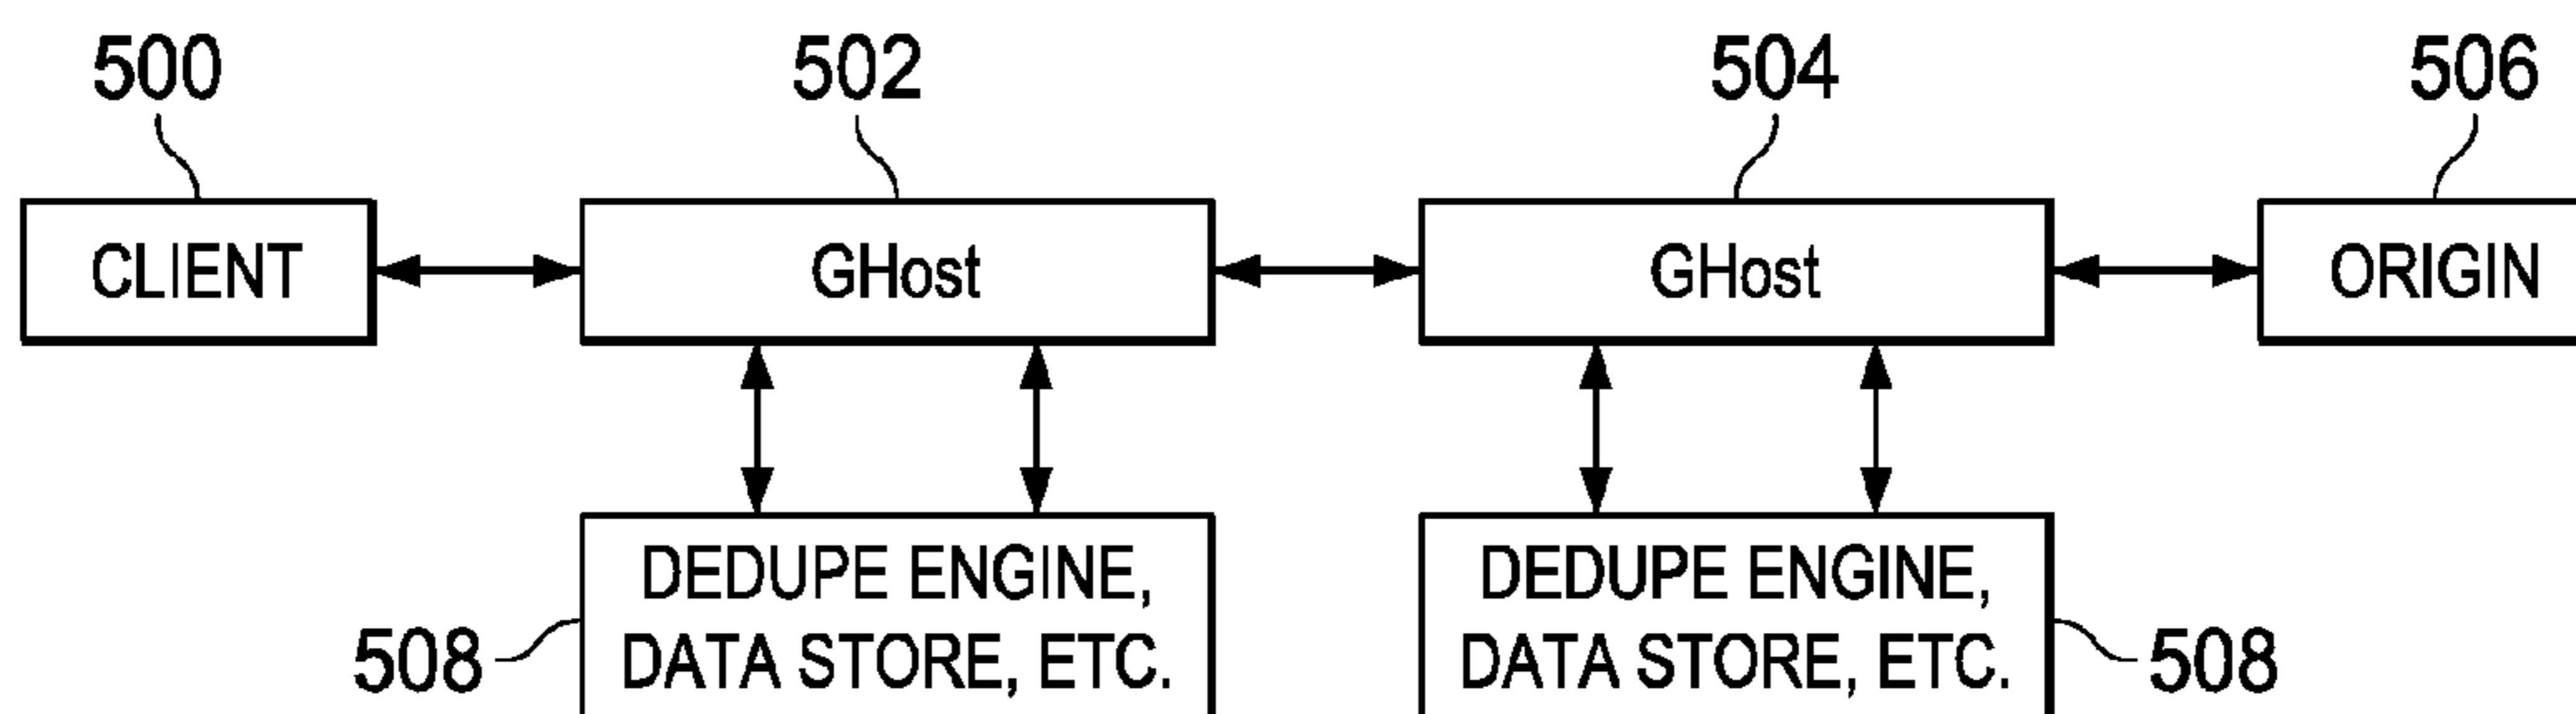 500
502
504
506
CLIENT
GHost
GHost
ORIGIN
DEDUPE ENGINE,
DATA STORE, ETC.
508
DEDUPE ENGINE,
DATA STORE, ETC.
508